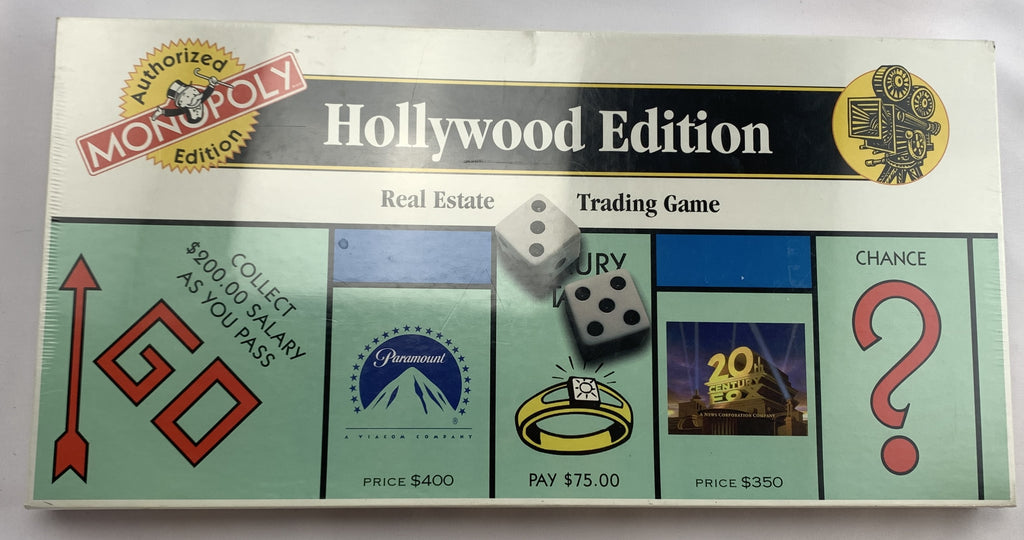 Authorized
MONOPOLY
Edition
Hollywood Edition
Real Estate Trading Game
COLLECT
$200.00 SALARY
AS YOU PASS
GO
Paramount
®
A VIACOM COMPANY
PRICE $400
PAY $75.00
20th
CENTURY
FOX
A NEWS CORPORATION COMPANY
PRICE $350
CHANCE
?